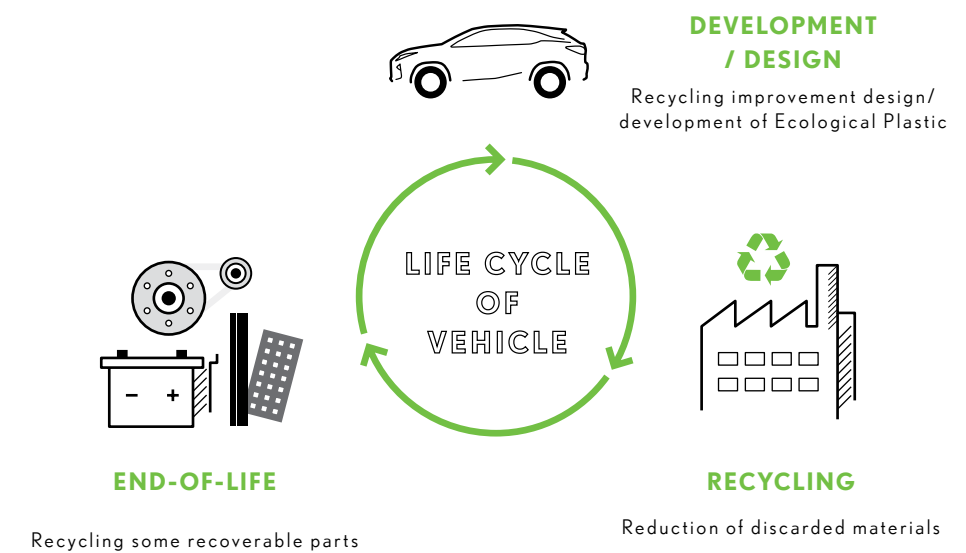 DEVELOPMENT
/ DESIGN
Recycling improvement design/
development of Ecological Plastic
LIFE CYCLE
OF
VEHICLE
END-OF-LIFE
Recycling some recoverable parts
RECYCLING
Reduction of discarded materials